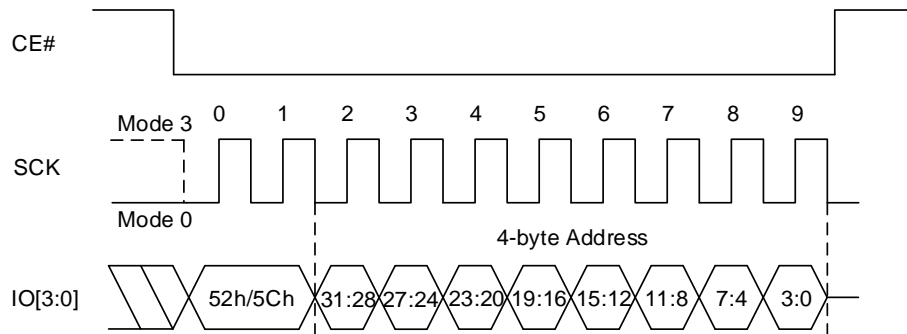 CE#
0 1 2 3 4 5 6 7 8 9
Mode 3
SCK
Mode 0
4-byte Address
IO[3:0]
52h/5Ch 31:28 27:24 23:20 19:16 15:12 11:8 7:4 3:0